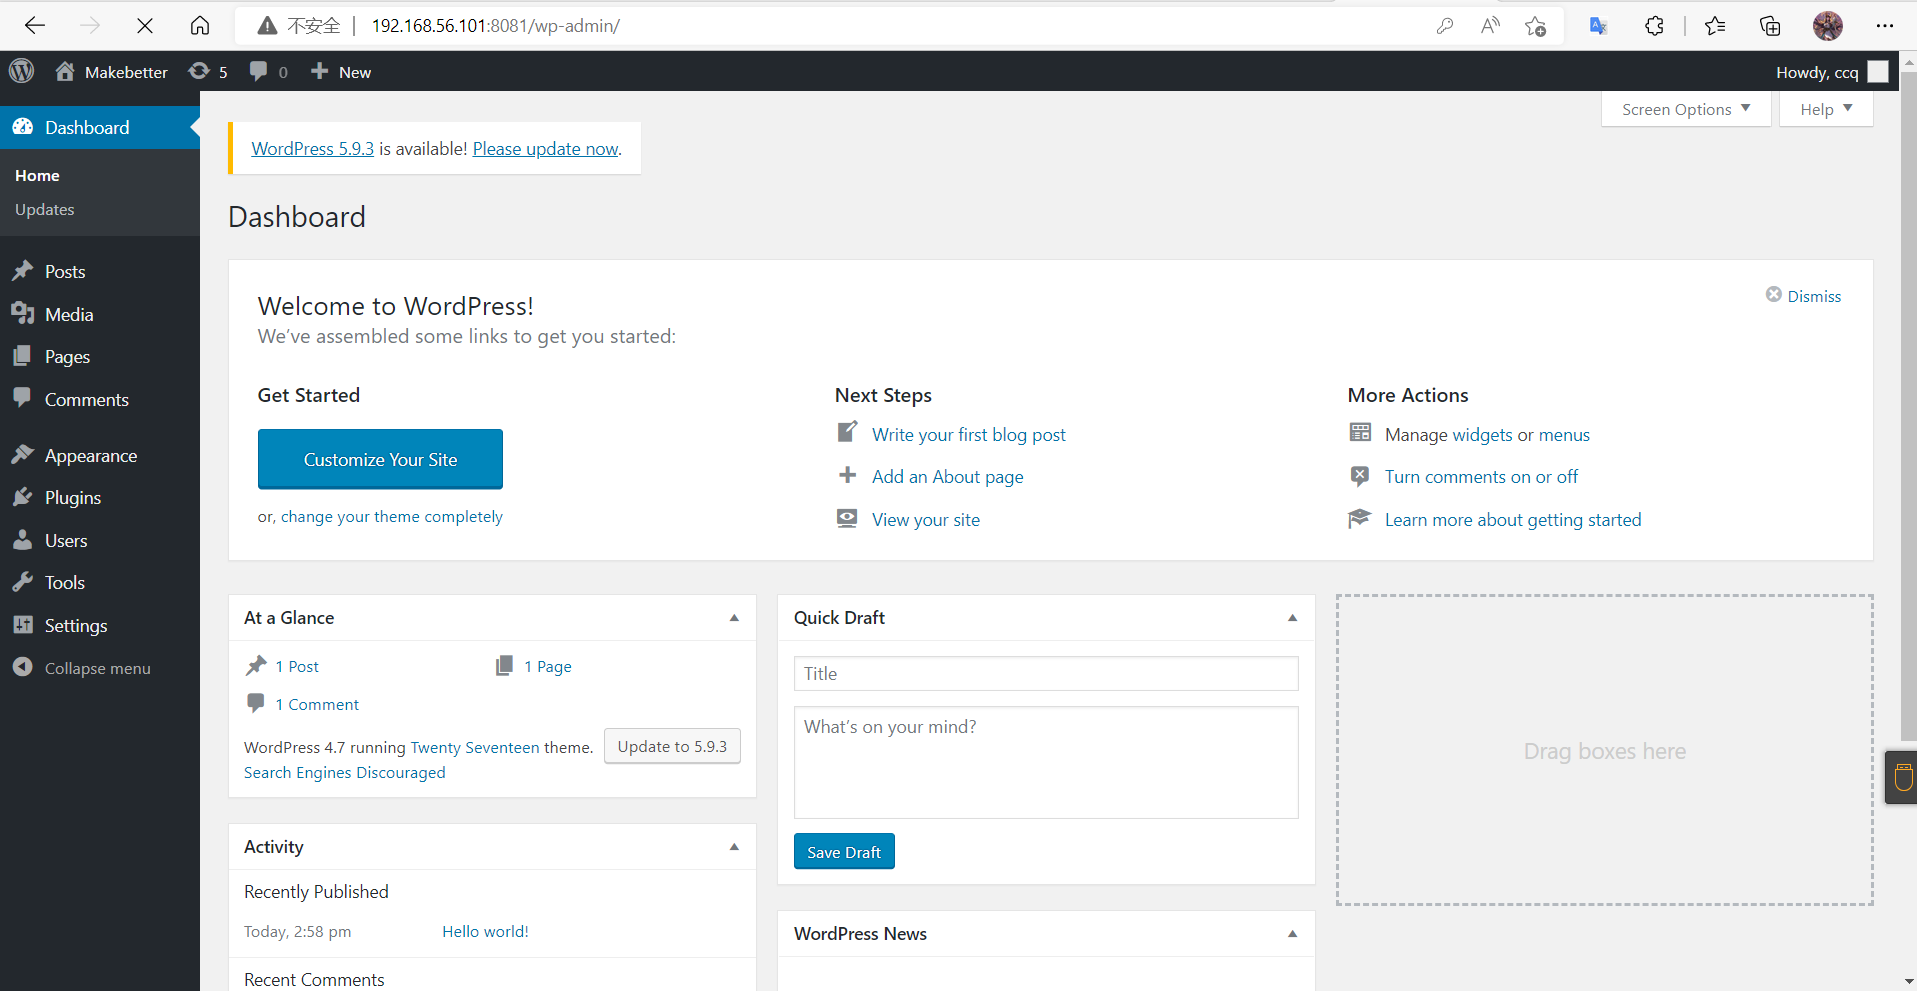 不安全 | 192.168.56.101:8081/wp-admin/
Makebetter 5 0 New Howdy, ccq
Screen Options Help
Dashboard
Home
Updates
Posts
Media
Pages
Comments
Appearance
Plugins
Users
Tools
Settings
Collapse menu
WordPress 5.9.3 is available! Please update now.
Dashboard
Welcome to WordPress!
We’ve assembled some links to get you started:
Dismiss
Get Started
Customize Your Site
or, change your theme completely
Next Steps
Write your first blog post
Add an About page
View your site
More Actions
Manage widgets or menus
Turn comments on or off
Learn more about getting started
At a Glance
1 Post 1 Page
1 Comment
WordPress 4.7 running Twenty Seventeen theme. Update to 5.9.3
Search Engines Discouraged
Activity
Recently Published
Today, 2:58 pm Hello world!
Recent Comments
Quick Draft
Title
What’s on your mind?
Save Draft
WordPress News
Drag boxes here